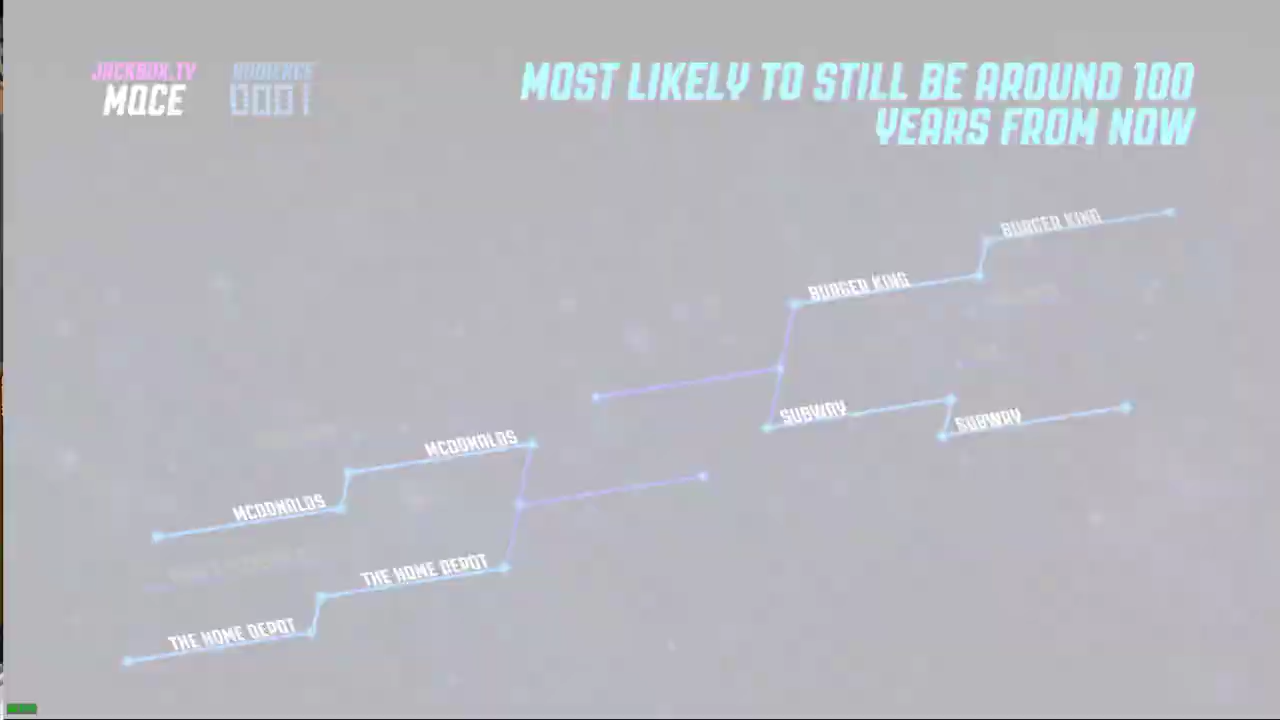 JACKBOX.TV
MQCE
AUDIENCE
0001
MOST LIKELY TO STILL BE AROUND 100
YEARS FROM NOW
BURGER KING
BURGER KING
SUBWAY
SUBWAY
MCDONALDS
MCDONALDS
THE HOME DEPOT
THE HOME DEPOT